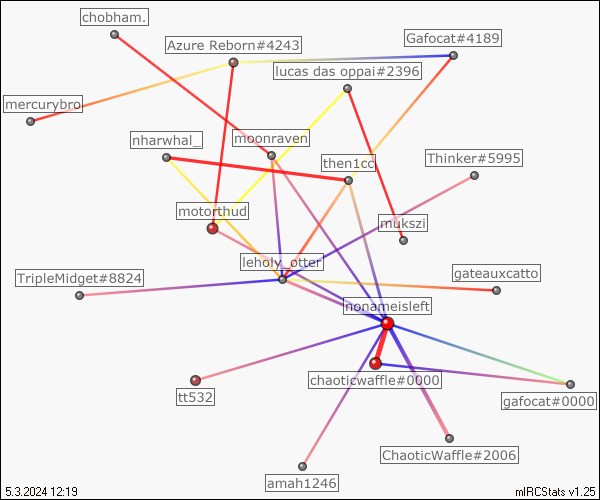 chobham.
Azure Reborn#4243
Gafocat#4189
lucas das oppai#2396
mercurybro
nharwhal_
moonraven
then1cc
Thinker#5995
motorthud
mukszi
leholy_otter
TripleMidget#8824
gateauxcatto
nonameisleft
chaoticwaffle#0000
tt532
gafocat#0000
ChaoticWaffle#2006
amah1246
5.3.2024 12:19
mIRCStats v1.25